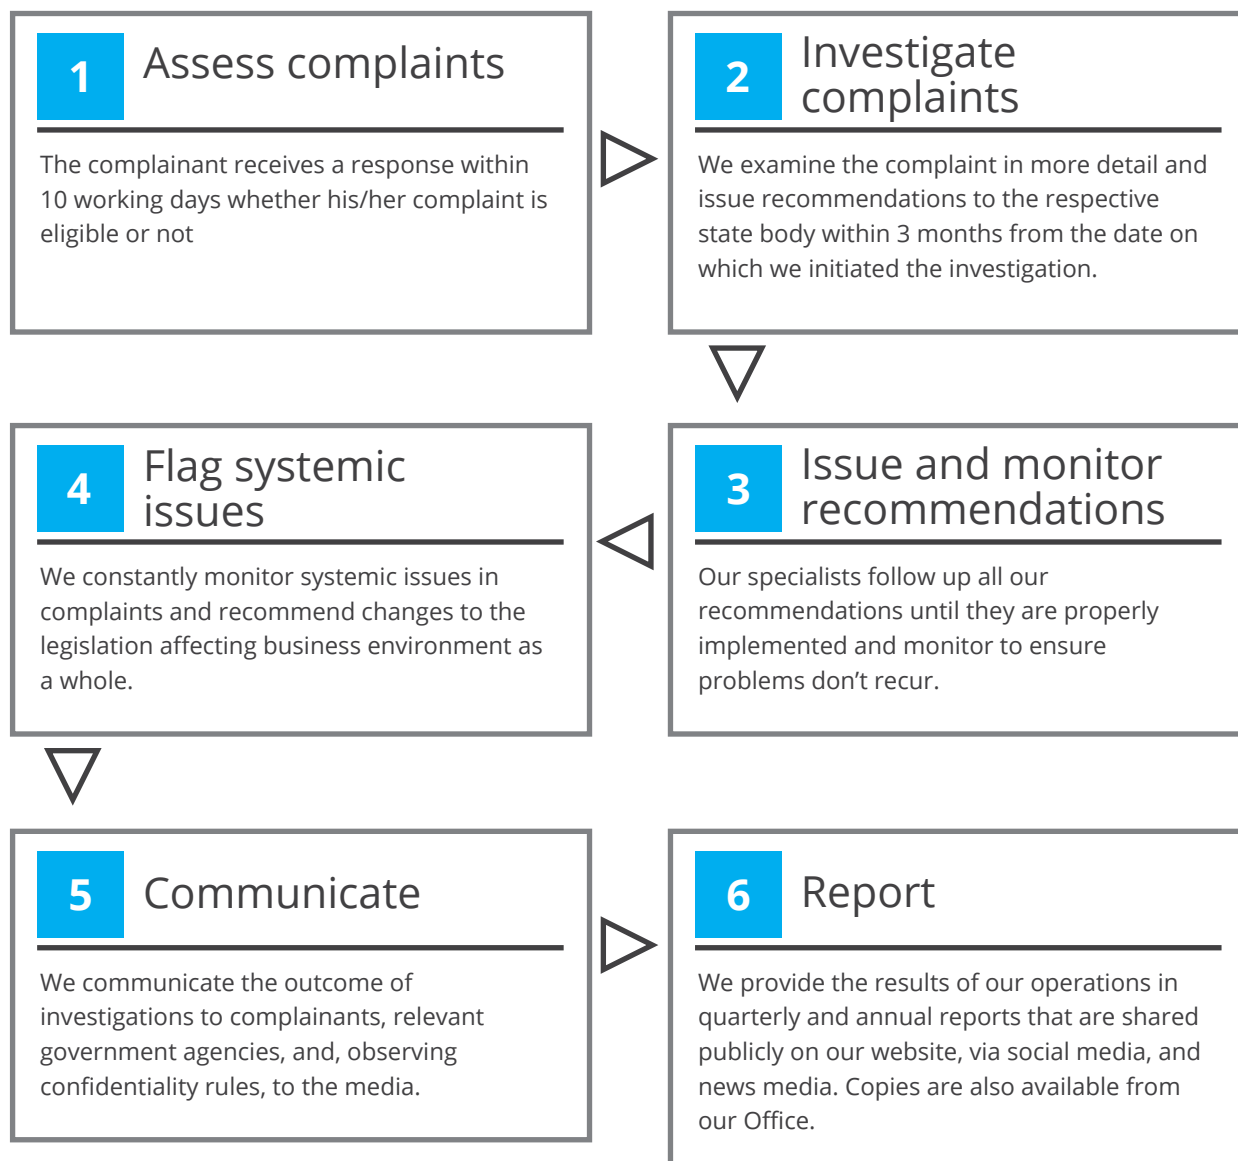 1
Assess complaints
The complainant receives a response within
10 working days whether his/her complaint is
eligible or not
2
Investigate
complaints
We examine the complaint in more detail and
issue recommendations to the respective
state body within 3 months from the date on
which we initiated the investigation.
3
Issue and monitor
recommendations
Our specialists follow up all our
recommendations until they are properly
implemented and monitor to ensure
problems don’t recur.
4
Flag systemic
issues
We constantly monitor systemic issues in
complaints and recommend changes to the
legislation affecting business environment as
a whole.
5
Communicate
We communicate the outcome of
investigations to complainants, relevant
government agencies, and, observing
confidentiality rules, to the media.
6
Report
We provide the results of our operations in
quarterly and annual reports that are shared
publicly on our website, via social media, and
news media. Copies are also available from
our Office.